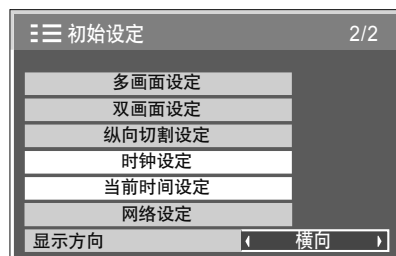 初始设定 2/2
多画面设定
双画面设定
纵向切割设定
时钟设定
当前时间设定
网络设定
显示方向 横向